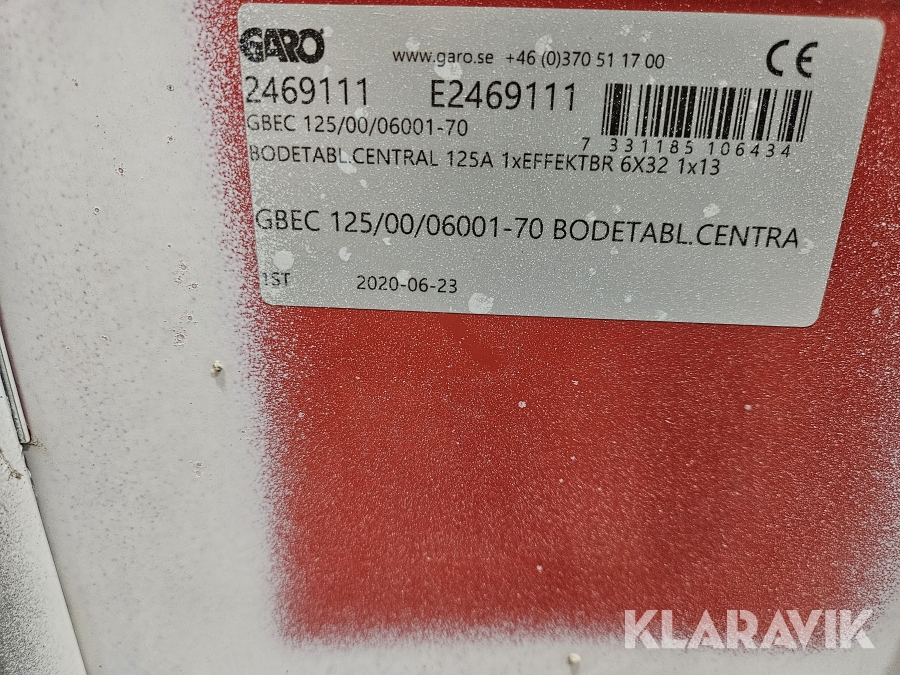 GARO www.garo.se +46 (0)370 51 17 00 CE
2469111 E2469111
GBEC 125/00/06001-70
7 331185 106434
BODETABL.CENTRAL 125A 1xEFFEKTBR 6X32 1x13
GBEC 125/00/06001-70 BODETABL.CENTRA
1ST 2020-06-23
KLARAVIK